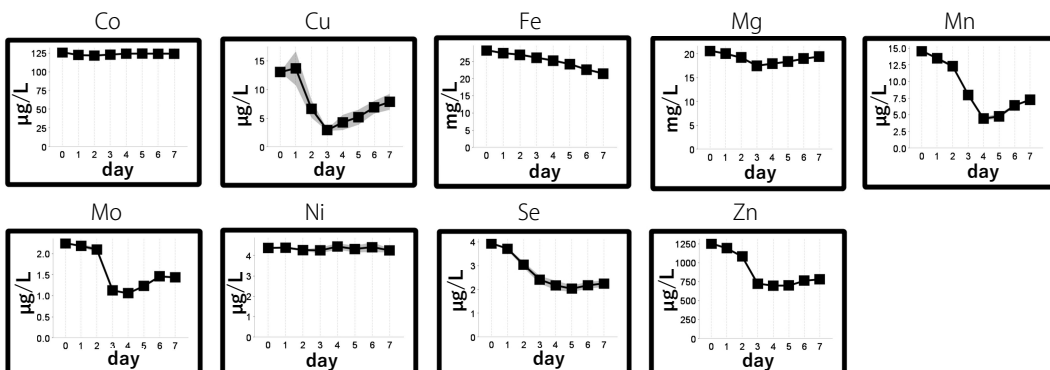 Co Cu Fe Mg Mn
125
100
75
50
25
0
µg/L
0 1 2 3 4 5 6 7
day
15
10
5
0
µg/L
0 1 2 3 4 5 6 7
day
25
20
15
10
5
0
mg/L
0 1 2 3 4 5 6 7
day
20
15
10
5
0
mg/L
0 1 2 3 4 5 6 7
day
15.0
12.5
10.0
7.5
5.0
2.5
0.0
µg/L
0 1 2 3 4 5 6 7
day
Mo Ni Se Zn
2.0
1.5
1.0
0.5
0.0
µg/L
0 1 2 3 4 5 6 7
day
4
3
2
1
0
µg/L
0 1 2 3 4 5 6 7
day
4
3
2
1
0
µg/L
0 1 2 3 4 5 6 7
day
1250
1000
750
500
250
0
µg/L
0 1 2 3 4 5 6 7
day